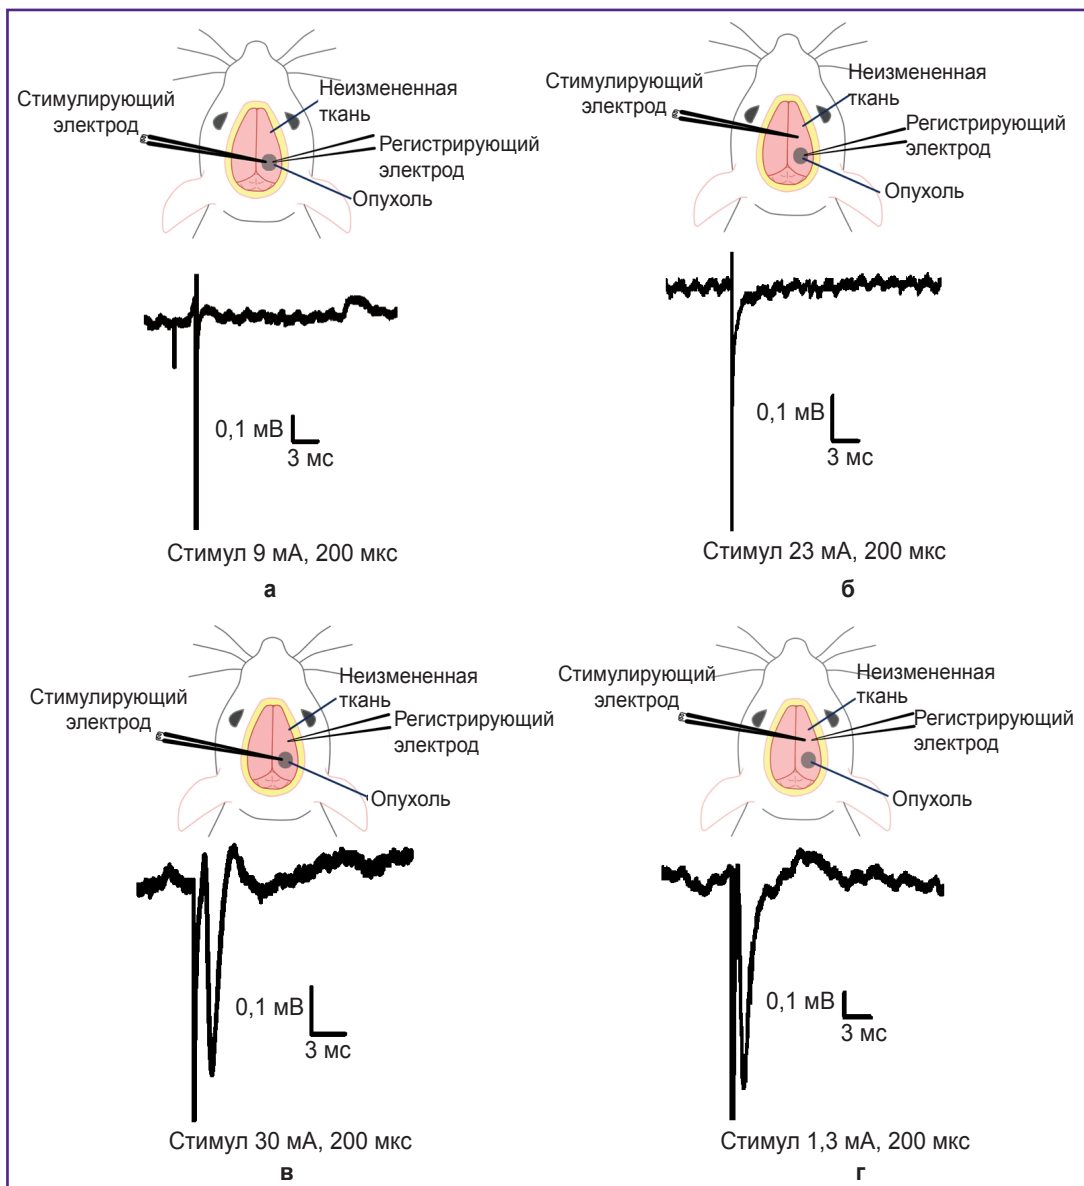 Стимулирующий
электрод
Неизмененная
ткань
Регистрирующий
электрод
Опухоль
0,1 мВ
3 мс
Стимул 9 мА, 200 мкс
а
Стимулирующий
электрод
Неизмененная
ткань
Регистрирующий
электрод
Опухоль
0,1 мВ
3 мс
Стимул 23 мА, 200 мкс
б
Стимулирующий
электрод
Неизмененная
ткань
Регистрирующий
электрод
Опухоль
0,1 мВ
3 мс
Стимул 30 мА, 200 мкс
в
Стимулирующий
электрод
Неизмененная
ткань
Регистрирующий
электрод
Опухоль
0,1 мВ
3 мс
Стимул 1,3 мА, 200 мкс
г